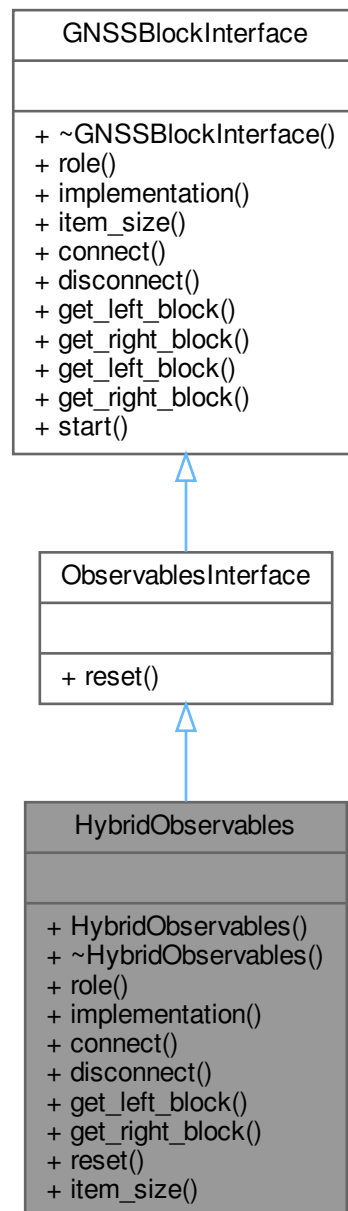 GNSSBlockInterface
+ ~GNSSBlockInterface()
+ role()
+ implementation()
+ item_size()
+ connect()
+ disconnect()
+ get_left_block()
+ get_right_block()
+ get_left_block()
+ get_right_block()
+ start()
ObservablesInterface
+ reset()
HybridObservables
+ HybridObservables()
+ ~HybridObservables()
+ role()
+ implementation()
+ connect()
+ disconnect()
+ get_left_block()
+ get_right_block()
+ reset()
+ item_size()